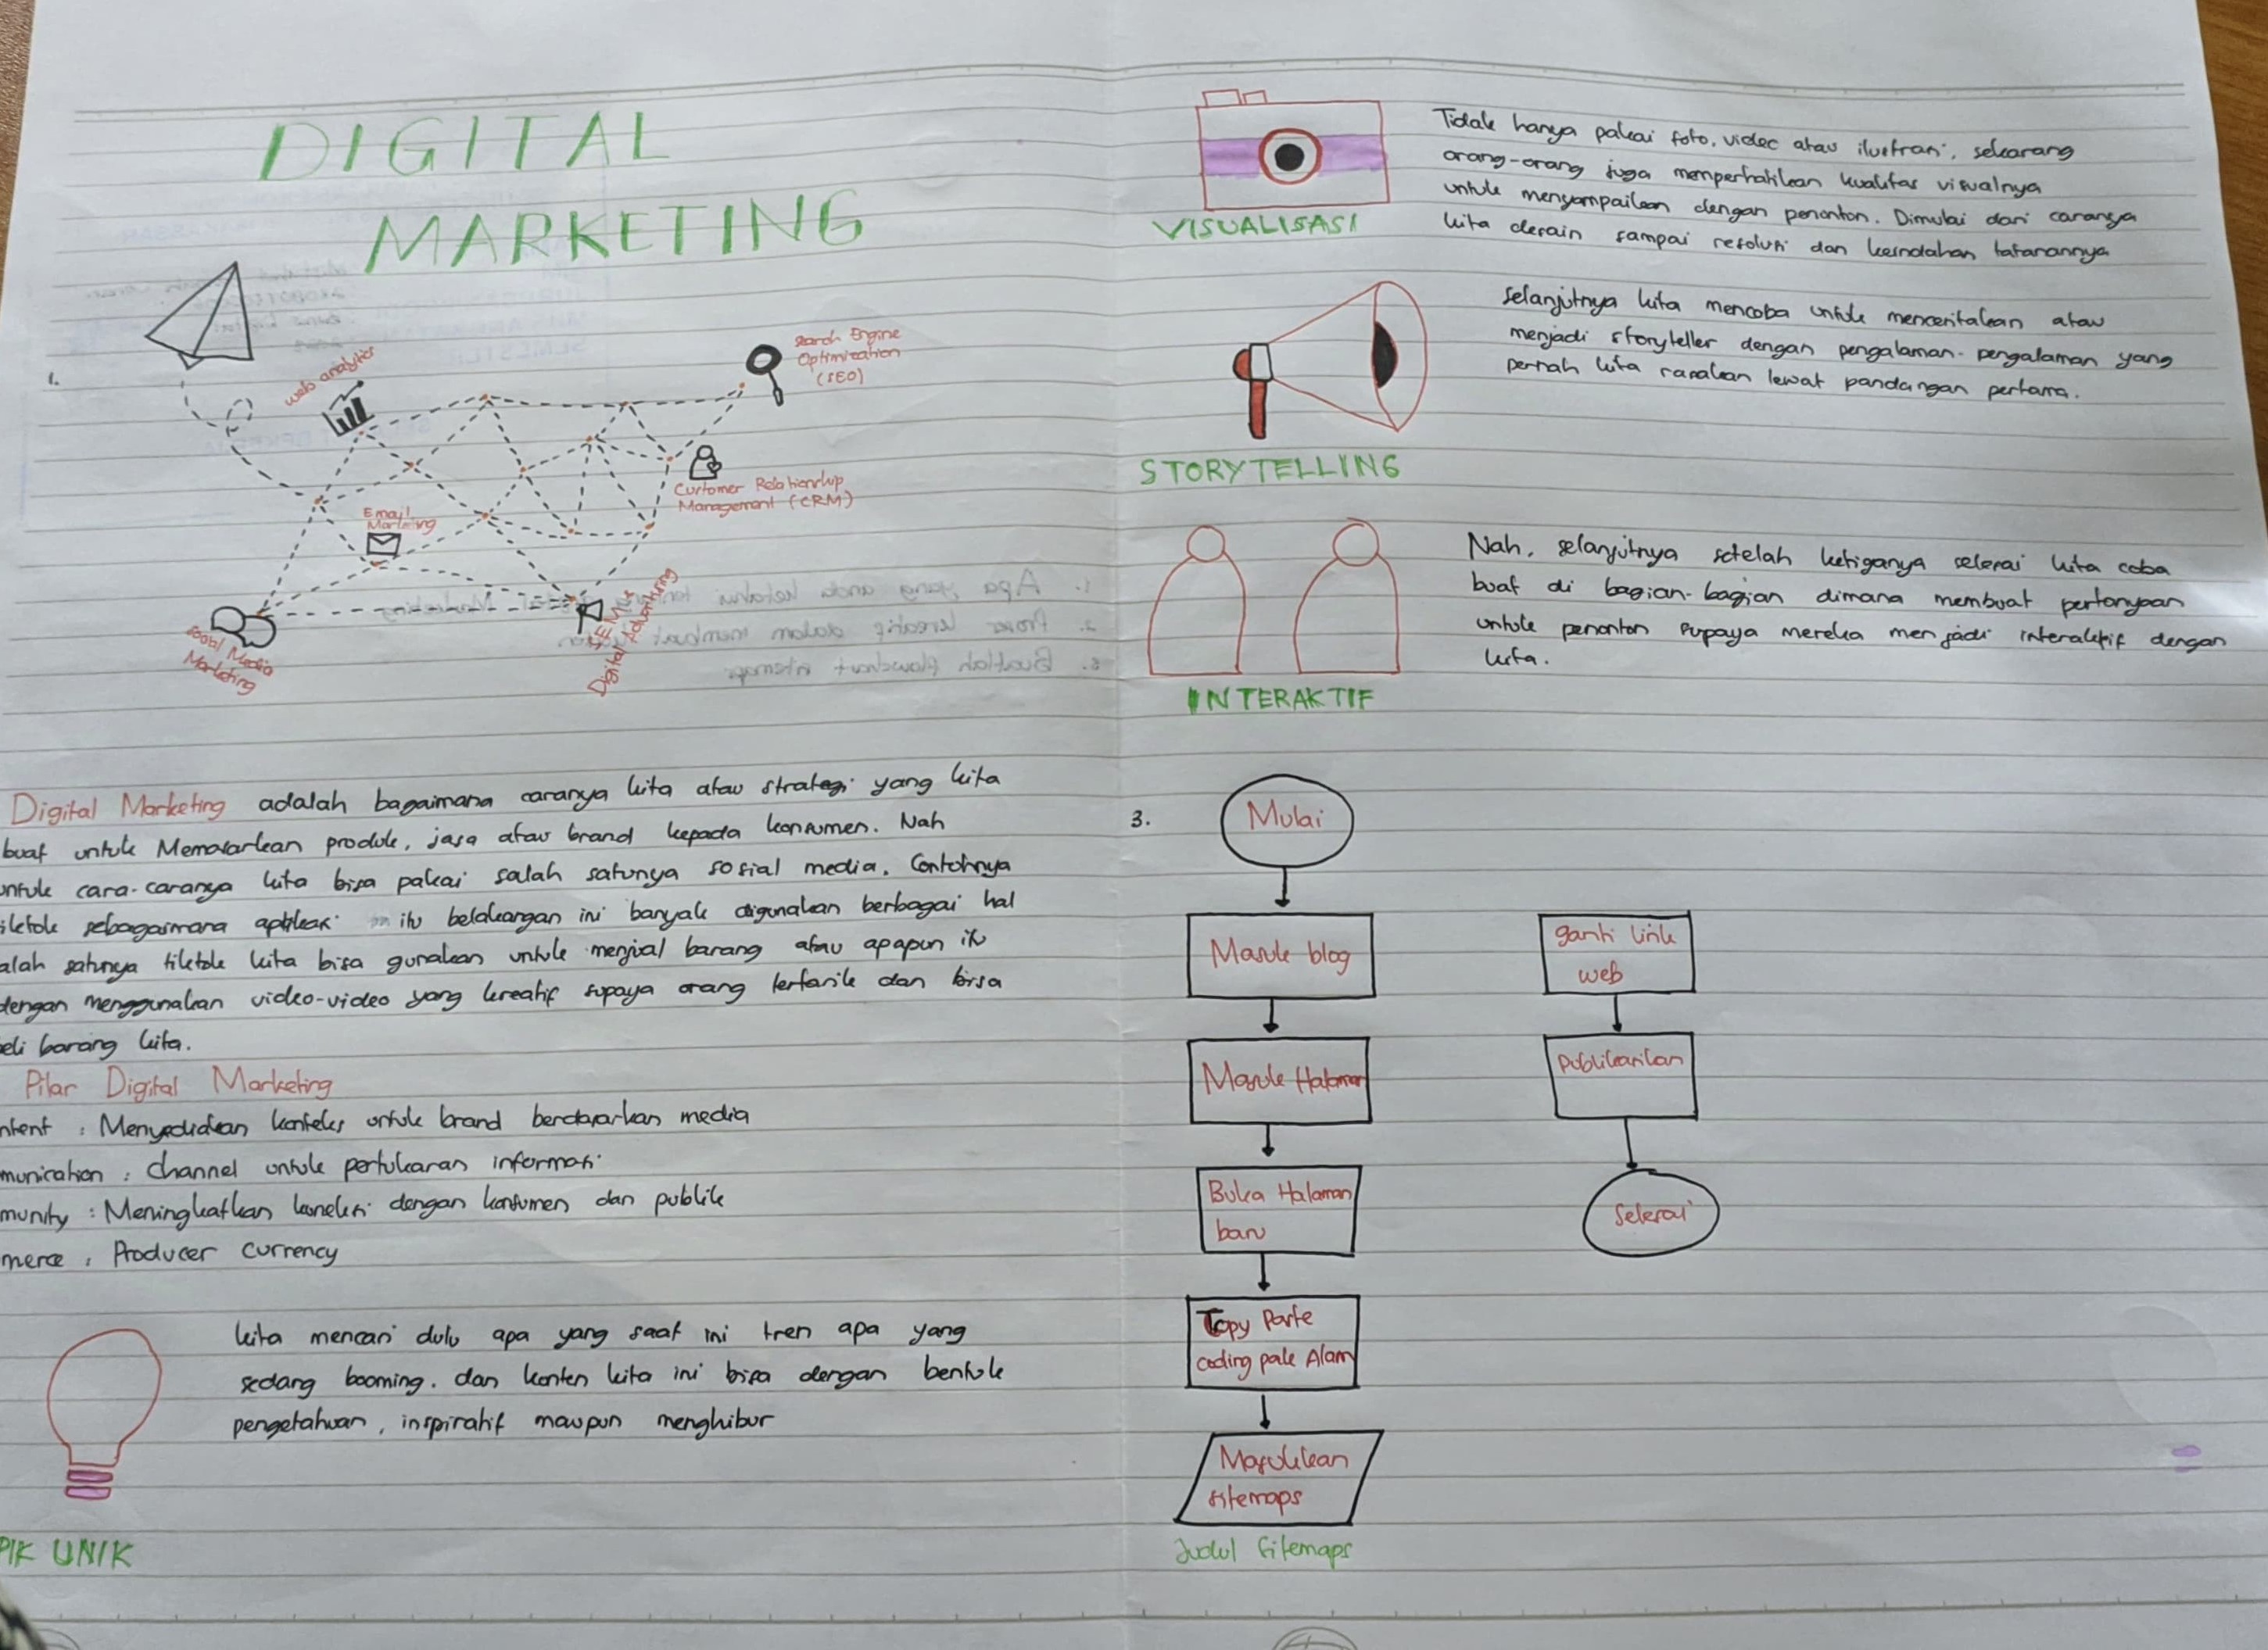 DIGITAL
MARKETING
1.
web analytics
Search Engine
Optimization
(SEO)
Customer Relationship
Management (CRM)
Email
Social Media
Marketing
Digital Advertising
Digital Marketing adalah bagaimana caranya kita atau strategi yang kita
buat untuk Memasarkan produk, jasa atau brand kepada konsumen. Nah
untuk cara-caranya kita bisa pakai salah satunya sosial media. Contohnya
iktok sebagaimana itu belakangan ini banyak digunakan berbagai hal
alah satunya tiktok kita bisa gunakan untuk menjual barang atau apapun itu
dengan menggunakan video-video yang kreatif supaya orang tertarik dan bisa
eli barang kita.
Pilar Digital Marketing
ntent : Menyediakan konteks untuk brand berdasarkan media
munication : Channel untuk pertukaran informasi
munity : Meningkatkan koneksi dengan konsumen dan publik
merce : Producer currency
kita mencari dulu apa yang saat ini tren apa yang
sedang booming. dan konten kita ini bisa dengan bentuk
pengetahuan, inspiratif maupun menghibur
PIK UNIK
VISUALISASI
Tidak hanya pakai foto, video atau ilustrasi, sekarang
orang-orang juga memperhatikan kualitas visualnya
untuk menyampaikan dengan penonton. Dimulai dari caranya
kita desain sampai resolusi dan keindahan tatanannya
STORYTELLING
selanjutnya kita mencoba untuk menceritakan atau
menjadi storyteller dengan pengalaman-pengalaman yang
pernah kita rasakan lewat pandangan pertama.
INTERAKTIF
Nah, selanjutnya setelah ketiganya selesai kita coba
buat di bagian-bagian dimana membuat pertanyaan
untuk penonton supaya mereka menjadi interaktif dengan
kita.
3.
Mulai
Masuk blog
Masuk Halaman
Buka Halaman
baru
Copy Paste
coding pak Alam
Masukkan
sitemaps
Judul Sitemaps
ganti link
web
Publikasikan
Selesai